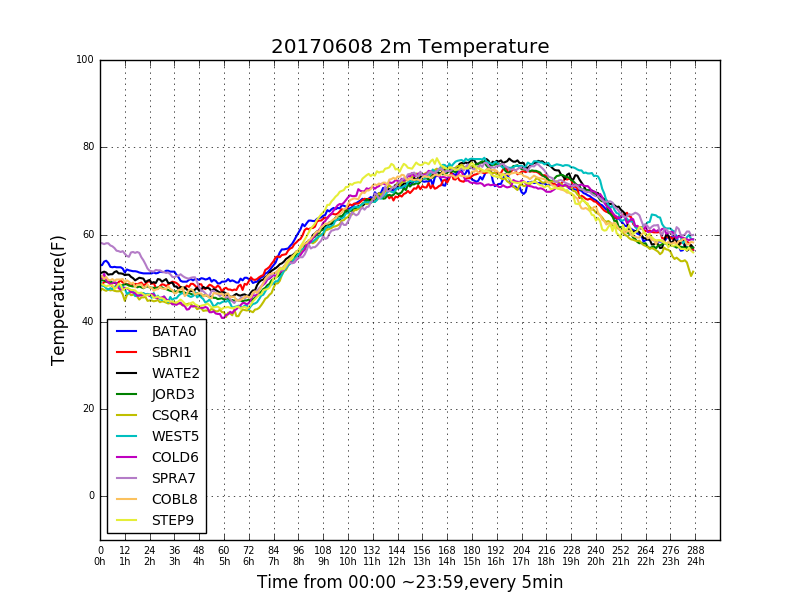 20170608 2m Temperature
100
80
60
40
20
0
Temperature(F)
BATA0
SBRI1
WATE2
JORD3
CSQR4
WEST5
COLD6
SPRA7
COBL8
STEP9
0 12 24 36 48 60 72 84 96 108 120 132 144 156 168 180 192 204 216 228 240 252 264 276 288
0h 1h 2h 3h 4h 5h 6h 7h 8h 9h 10h 11h 12h 13h 14h 15h 16h 17h 18h 19h 20h 21h 22h 23h 24h
Time from 00:00 ~23:59,every 5min